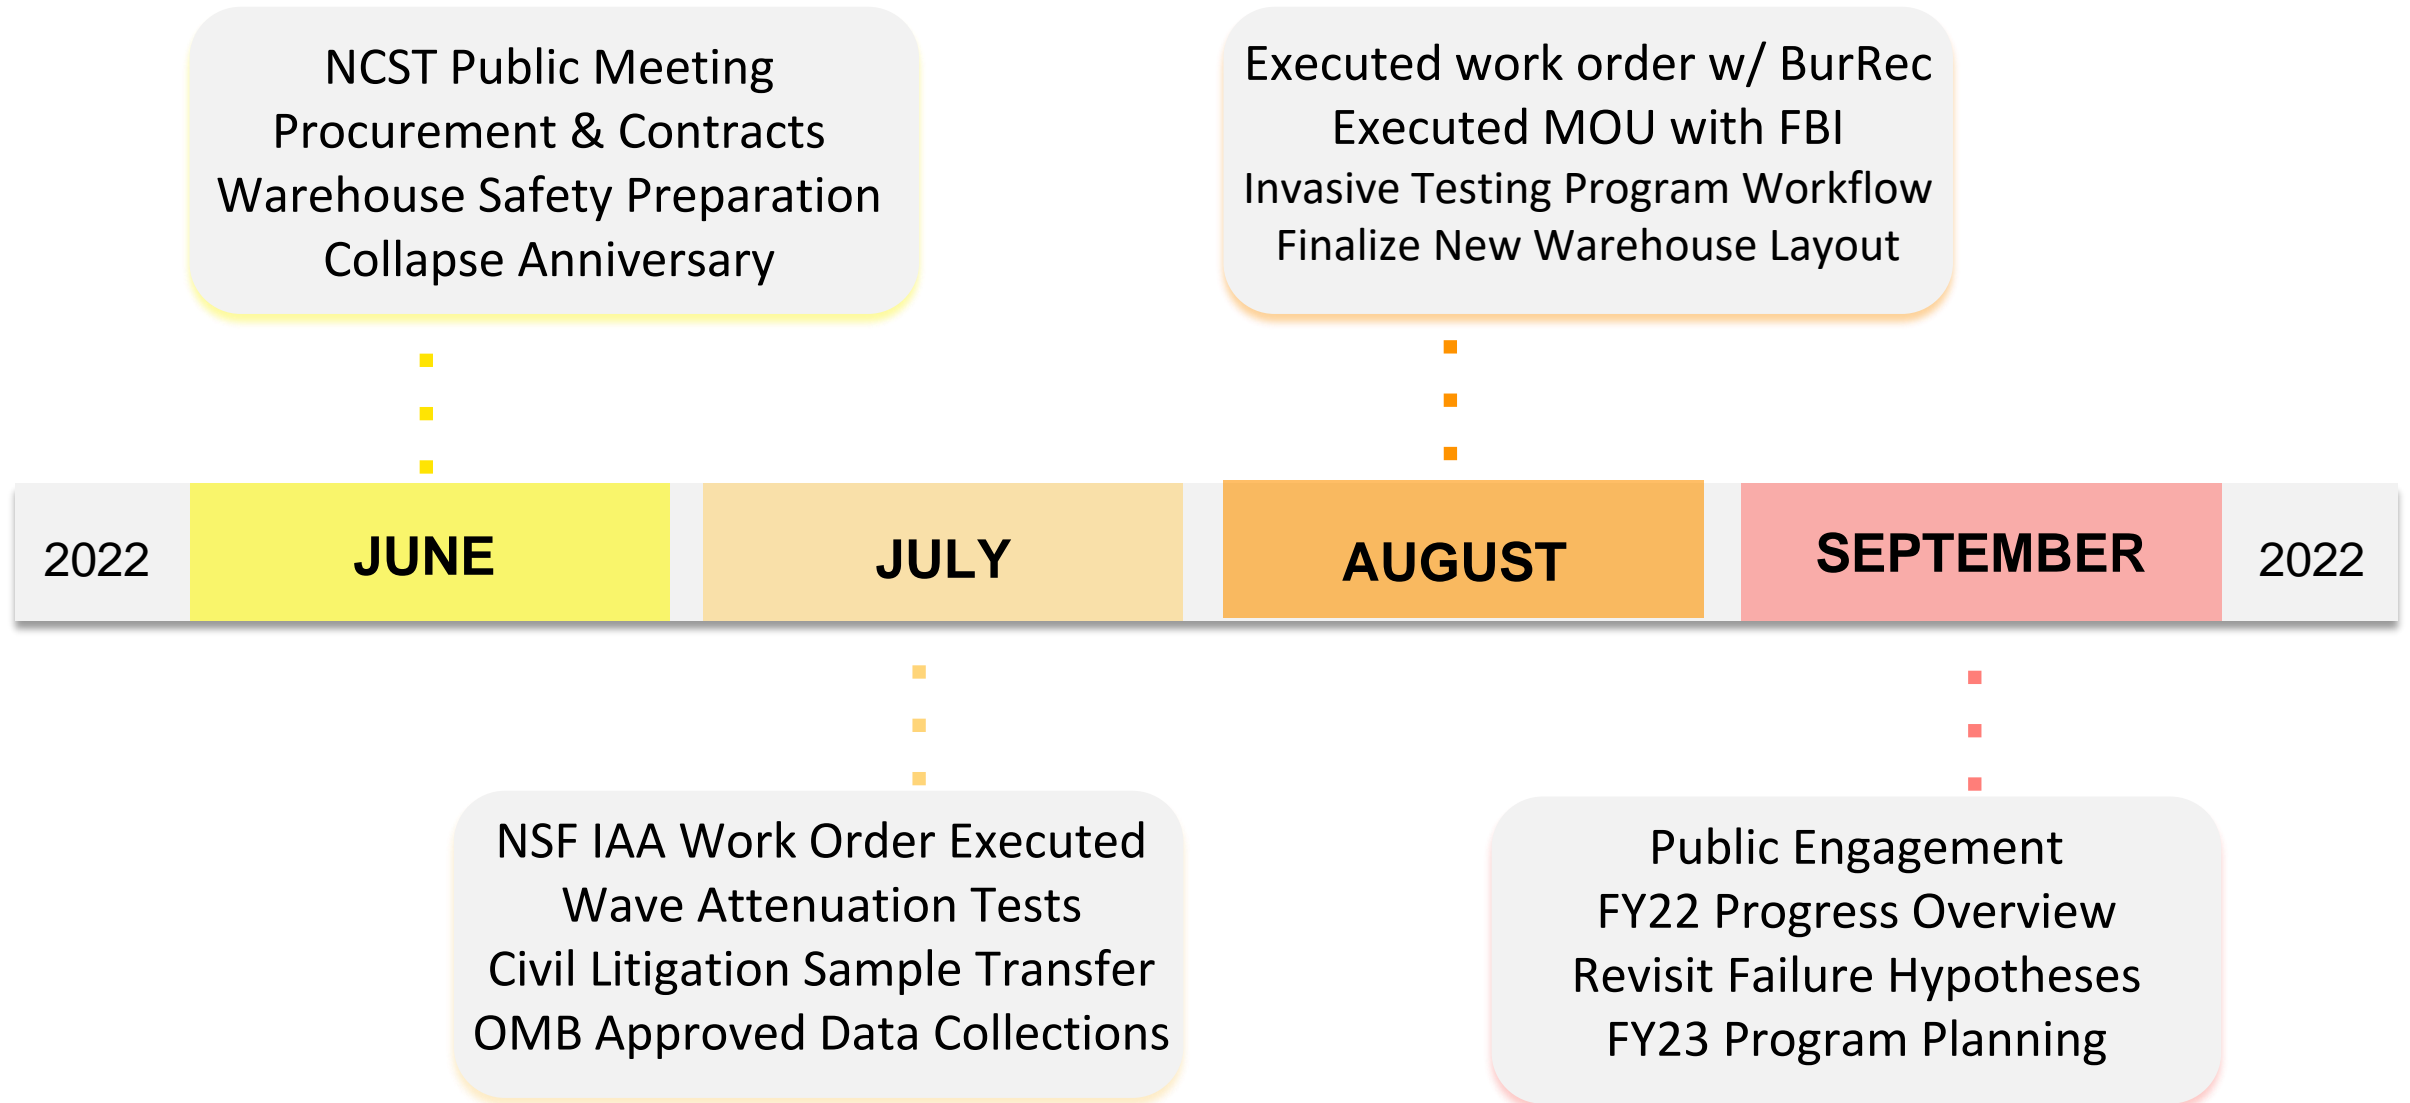 NCST Public Meeting
Procurement & Contracts
Warehouse Safety Preparation
Collapse Anniversary
Executed work order w/ BurRec
Executed MOU with FBI
Invasive Testing Program Workflow
Finalize New Warehouse Layout
2022
JUNE
JULY
AUGUST
SEPTEMBER
2022
NSF IAA Work Order Executed
Wave Attenuation Tests
Civil Litigation Sample Transfer
OMB Approved Data Collections
Public Engagement
FY22 Progress Overview
Revisit Failure Hypotheses
FY23 Program Planning